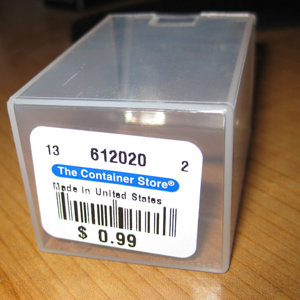 13 612020 2
The Container Store®
Made in United States
$ 0.99